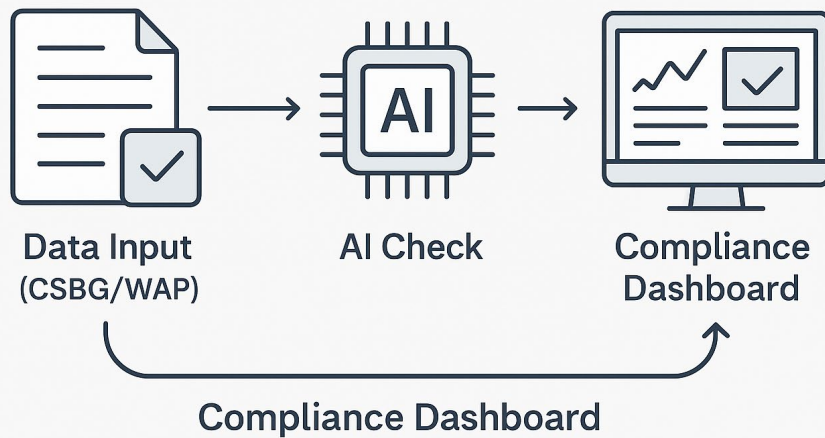 AI
Data Input
(CSBG/WAP)
AI Check
Compliance
Dashboard
Compliance Dashboard